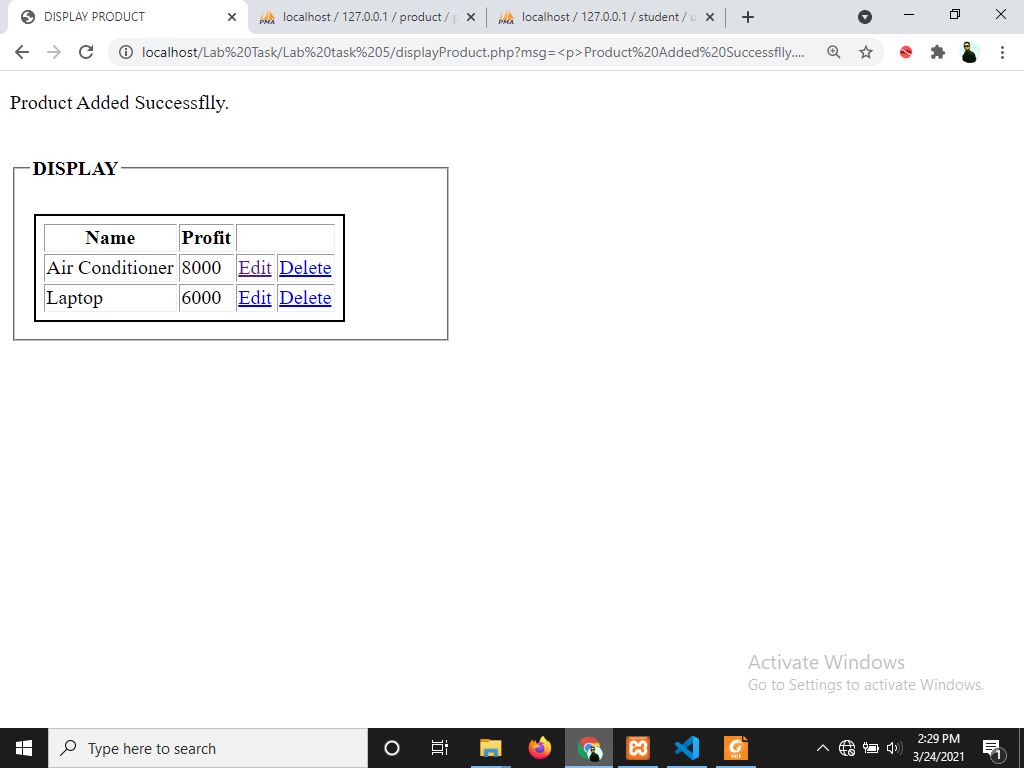 DISPLAY PRODUCT
localhost / 127.0.0.1 / product / p
localhost / 127.0.0.1 / student / u
localhost/Lab%20Task/Lab%20task%205/displayProduct.php?msg=<p>Product%20Added%20Successflly....
Product Added Successflly.
DISPLAY
Name Profit
Air Conditioner 8000 Edit Delete
Laptop 6000 Edit Delete
Activate Windows
Go to Settings to activate Windows.
Type here to search
2:29 PM
3/24/2021
1